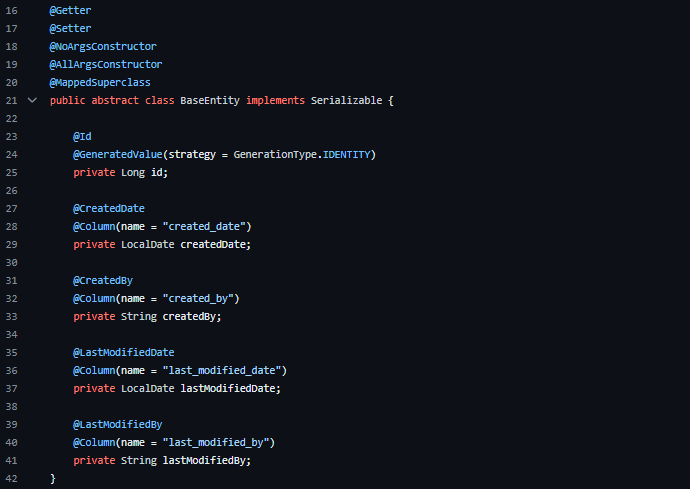 16 @Getter
17 @Setter
18 @NoArgsConstructor
19 @AllArgsConstructor
20 @MappedSuperclass
21 public abstract class BaseEntity implements Serializable {
22
23 @Id
24 @GeneratedValue(strategy = GenerationType.IDENTITY)
25 private Long id;
26
27 @CreatedDate
28 @Column(name = "created_date")
29 private LocalDate createdDate;
30
31 @CreatedBy
32 @Column(name = "created_by")
33 private String createdBy;
34
35 @LastModifiedDate
36 @Column(name = "last_modified_date")
37 private LocalDate lastModifiedDate;
38
39 @LastModifiedBy
40 @Column(name = "last_modified_by")
41 private String lastModifiedBy;
42 }